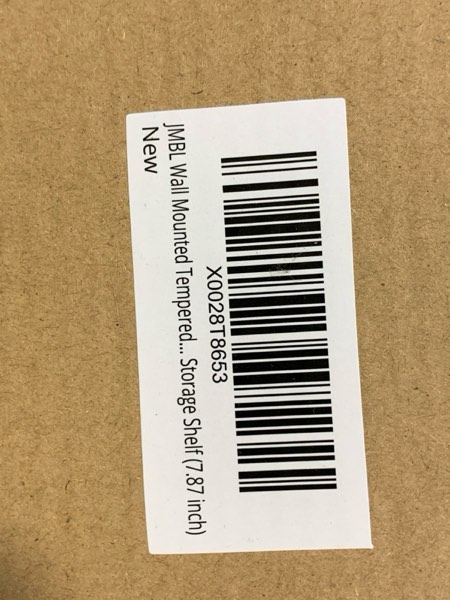 X0028T8653
JMBL Wall Mounted Tempered... Storage Shelf (7.87 inch)
New